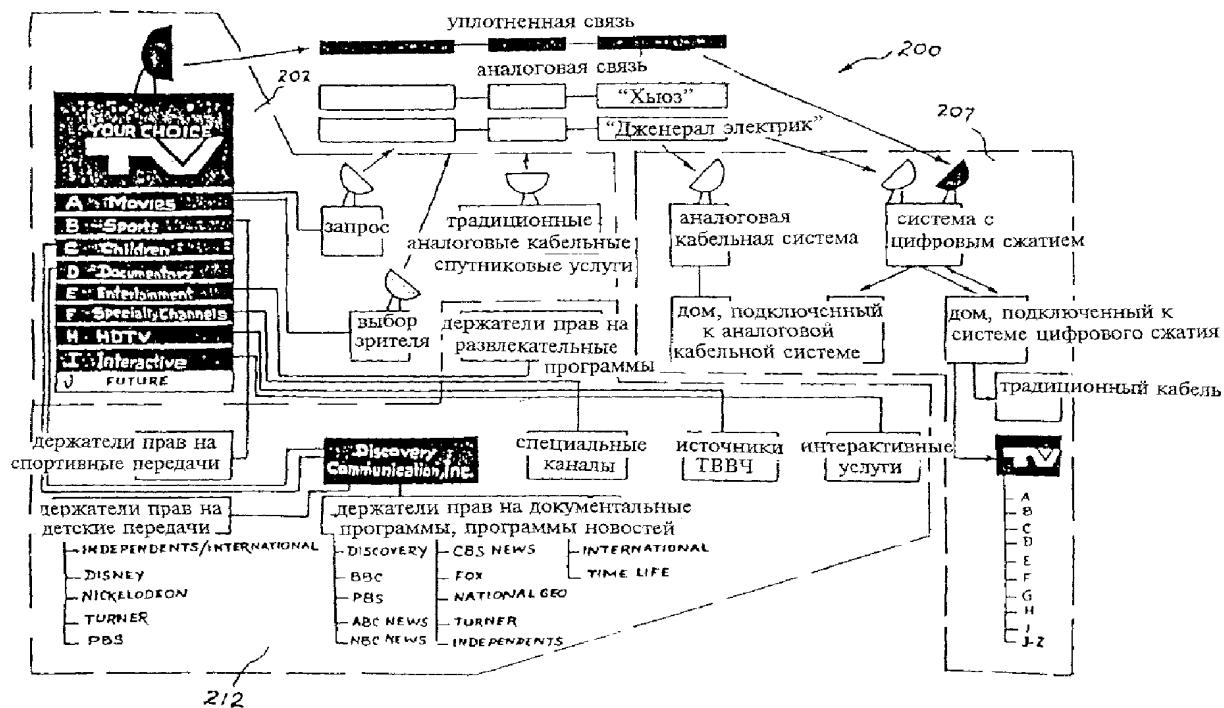 уплотненная связь
аналоговая связь
200
202
"Хьюз"
"Дженерал электрик"
207
YOUR CHOICE
TV
A Movies
B Sports
C Children
D Documentary
E Entertainment
F Specialty Channels
H HDTV
I Interactive
J FUTURE
запрос
традиционные
аналоговые кабельные
спутниковые услуги
аналоговая
кабельная система
система с
цифровым сжатием
выбор
зрителя
держатели прав на
развлекательные
программы
дом, подключенный
к аналоговой
кабельной системе
дом, подключенный к
системе цифрового сжатия
традиционный кабель
держатели прав на
спортивные передачи
Discovery
Communication, Inc.
специальные
каналы
источники
ТВВЧ
интерактивные
услуги
TV
A
B
C
D
E
F
G
H
I
J-Z
держатели прав на
детские передачи
INDEPENDENTS/INTERNATIONAL
DISNEY
NICKELODEON
TURNER
PBS
держатели прав на документальные
программы, программы новостей
DISCOVERY
BBC
PBS
ABC NEWS
NBC NEWS
CBS NEWS
FOX
NATIONAL GEO
TURNER
INDEPENDENTS
INTERNATIONAL
TIME LIFE
212